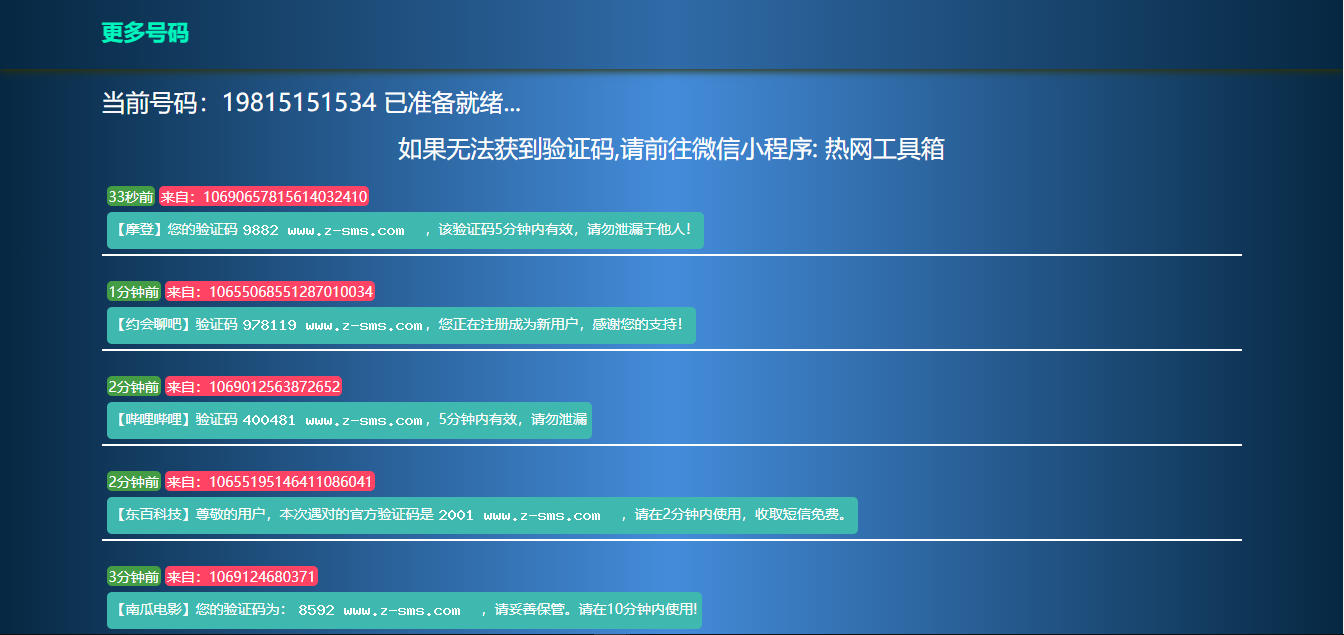 更多号码
当前号码：19815151534 已准备就绪...
如果无法获到验证码,请前往微信小程序: 热网工具箱
33秒前 来自：10690657815614032410
【摩登】您的验证码 9882 www.z-sms.com ，该验证码5分钟内有效，请勿泄漏于他人！
1分钟前 来自：10655068551287010034
【约会聊吧】验证码 978119 www.z-sms.com，您正在注册成为新用户，感谢您的支持！
2分钟前 来自：1069012563872652
【哔哩哔哩】验证码 400481 www.z-sms.com，5分钟内有效，请勿泄漏
2分钟前 来自：10655195146411086041
【东百科技】尊敬的用户，本次遇对的官方验证码是 2001 www.z-sms.com ，请在2分钟内使用，收取短信免费。
3分钟前 来自：1069124680371
【南瓜电影】您的验证码为： 8592 www.z-sms.com ，请妥善保管。请在10分钟内使用!